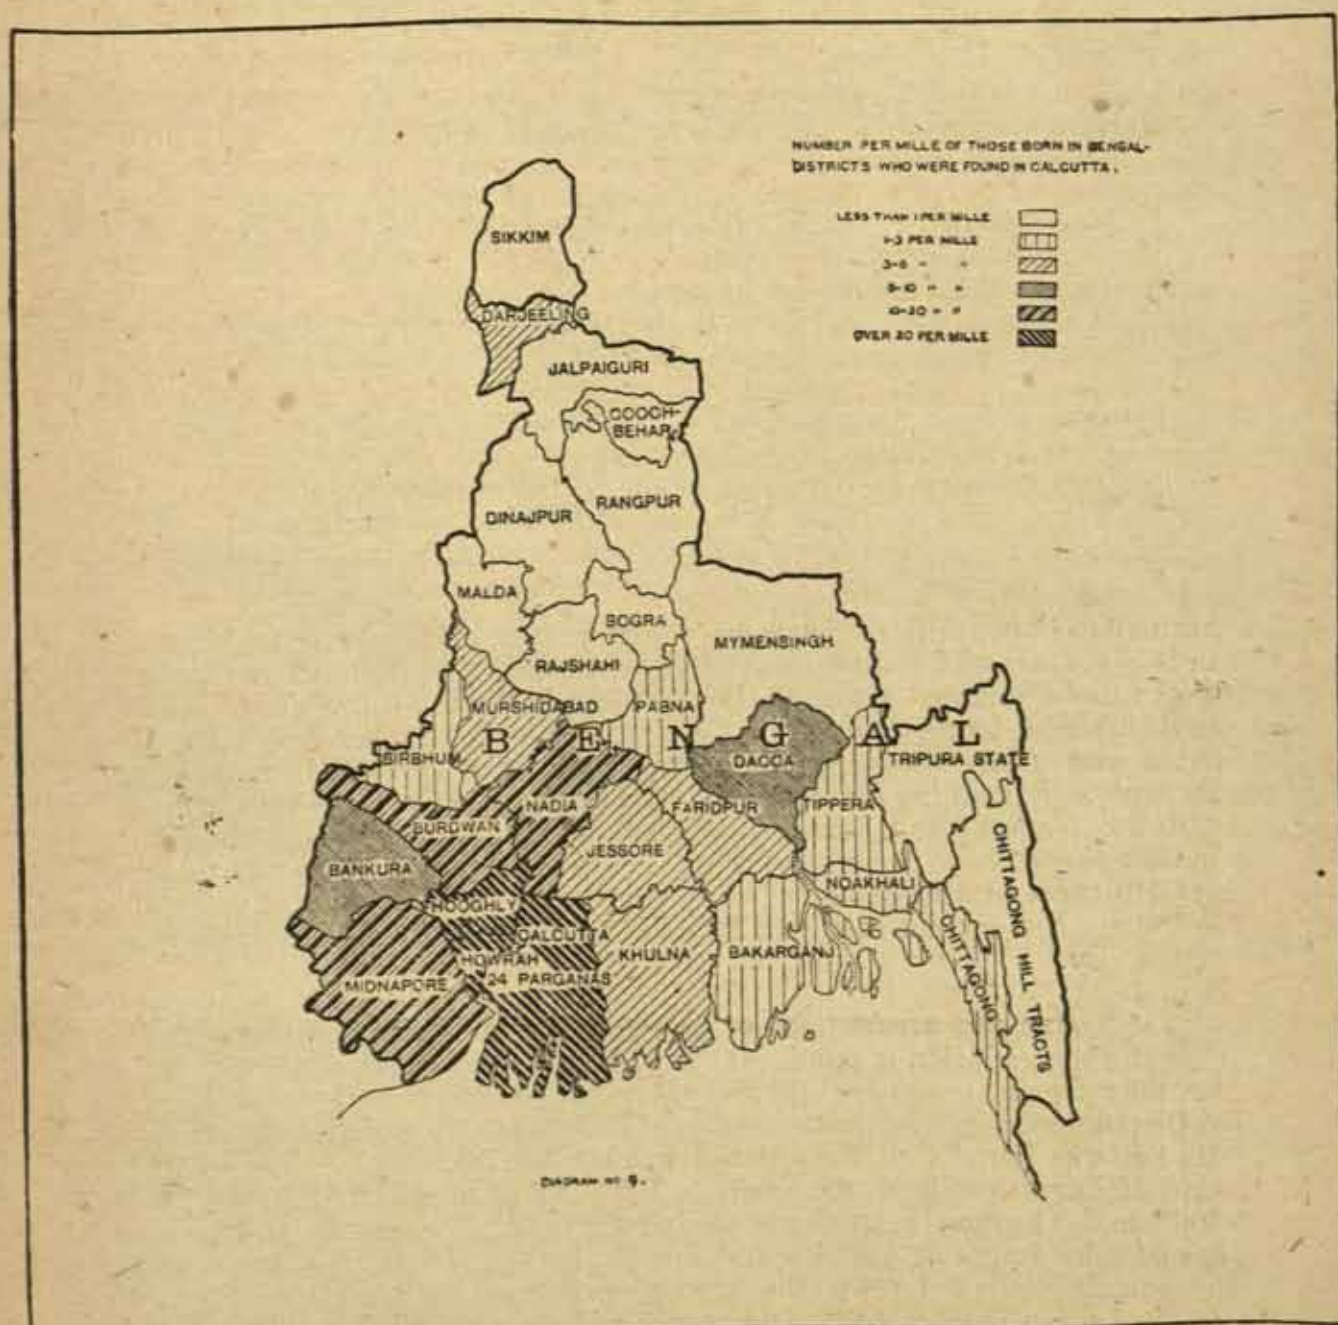 NUMBER PER MILLE OF THOSE BORN IN BENGAL-
DISTRICTS WHO WERE FOUND IN CALCUTTA.
LESS THAN 1 PER MILLE
1-3 PER MILLE
" "
" "
10-20 " "
OVER 20 PER MILLE
SIKKIM
DARJEELING
JALPAIGURI
COOCH-
BEHAR
RANGPUR
DINAJPUR
MALDA
BOGRA
MYMENSINGH
RAJSHAHI
MURSHIDABAD
PABNA
BENGAL
BIRBHUM
DACCA
TRIPURA STATE
NADIA
FARIDPUR
TIPPERA
BURDWAN
JESSORE
BANKURA
NOAKHALI
CHITTAGONG HILL TRACTS
HOOGHLY
CALCUTTA
CHITTAGONG
HOWRAH
KHULNA
BAKARGANJ
24 PARGANAS
MIDNAPORE
DIAGRAM NO 9.